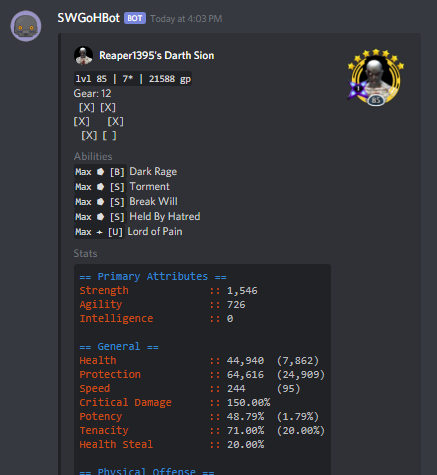 SWGoHBot BOT Today at 4:03 PM
Reaper1395's Darth Sion
lvl 85 | 7* | 21588 gp
Gear: 12
[X] [X]
[X] [X]
[X] [ ]
1
85
Abilities
Max ⬢ [B] Dark Rage
Max ⬢ [S] Torment
Max ⬢ [S] Break Will
Max ⬢ [S] Held By Hatred
Max + [U] Lord of Pain
Stats
== Primary Attributes ==
Strength :: 1,546
Agility :: 726
Intelligence :: 0
== General ==
Health :: 44,940 (7,862)
Protection :: 64,616 (24,909)
Speed :: 244 (95)
Critical Damage :: 150.00%
Potency :: 48.79% (1.79%)
Tenacity :: 71.00% (20.00%)
Health Steal :: 20.00%
== Physical Offense ==